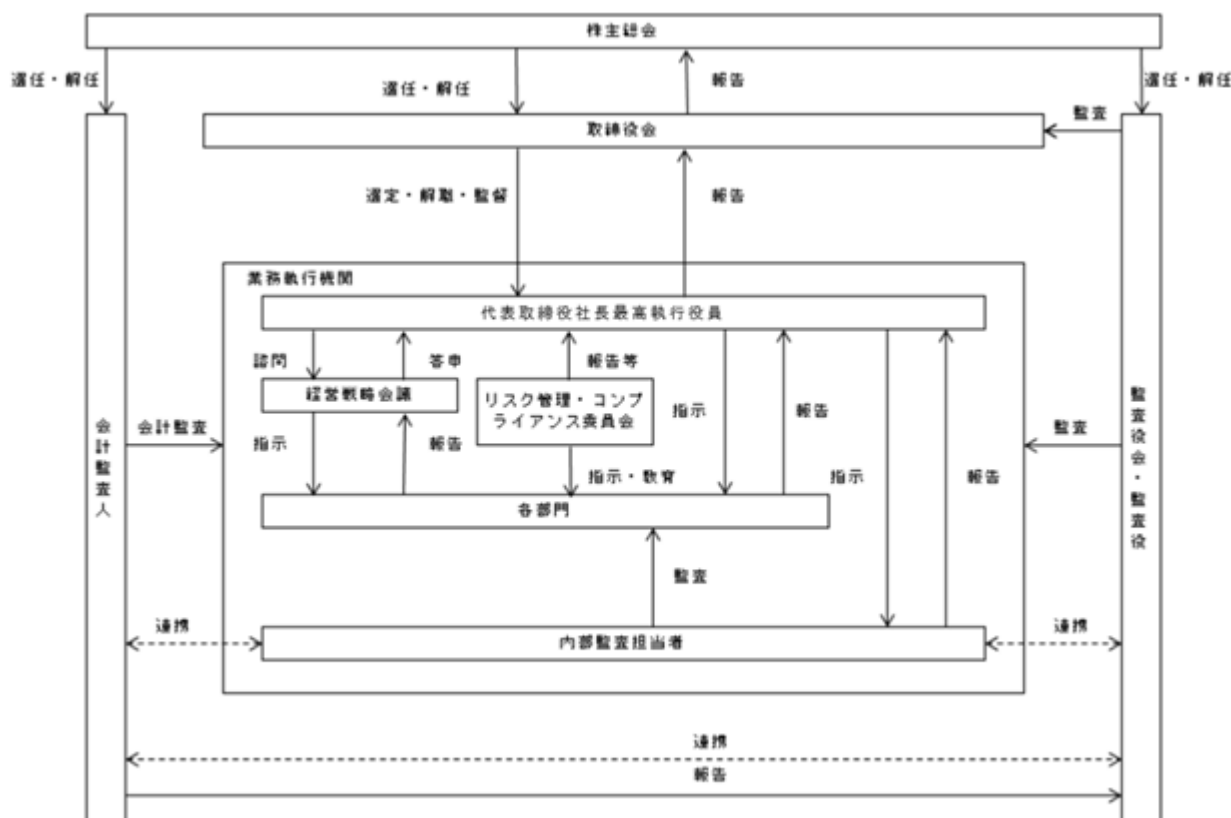 株主総会
選任・解任
選任・解任
報告
選任・解任
取締役会
監査
選定・解職・監督
報告
業務執行機関
代表取締役社長最高執行役員
諮問
答申
報告等
経営戦略会議
リスク管理・コンプ
ライアンス委員会
指示
報告
指示
報告
指示・教育
指示
報告
会計監査
監査
会計監査人
監査役会・監査役
各部門
監査
連携
内部監査担当者
連携
連携
報告